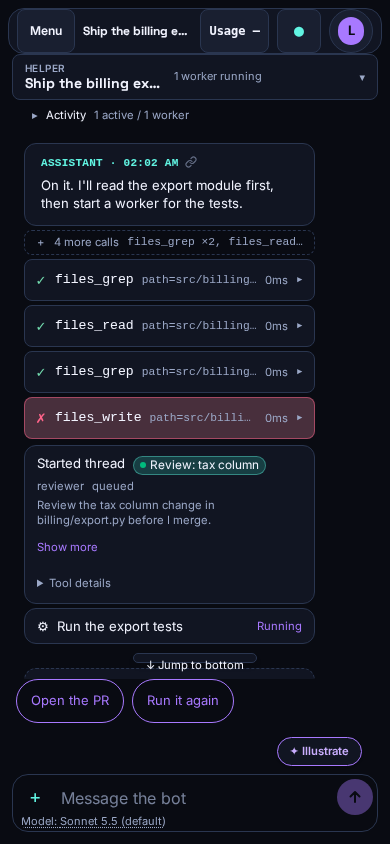 Menu
Ship the billing e…
Usage —
L
HELPER
Ship the billing ex…
1 worker running
Activity 1 active / 1 worker
ASSISTANT · 02:02 AM
On it. I'll read the export module first,
then start a worker for the tests.
+ 4 more calls files_grep ×2, files_read…
✓ files_grep path=src/billing… 0ms
✓ files_read path=src/billing… 0ms
✓ files_grep path=src/billing… 0ms
✗ files_write path=src/billi… 0ms
Started thread Review: tax column
reviewer queued
Review the tax column change in
billing/export.py before I merge.
Show more
Tool details
Run the export tests Running
↓ Jump to bottom
Open the PR
Run it again
✦ Illustrate
+ Message the bot
Model: Sonnet 5.5 (default)